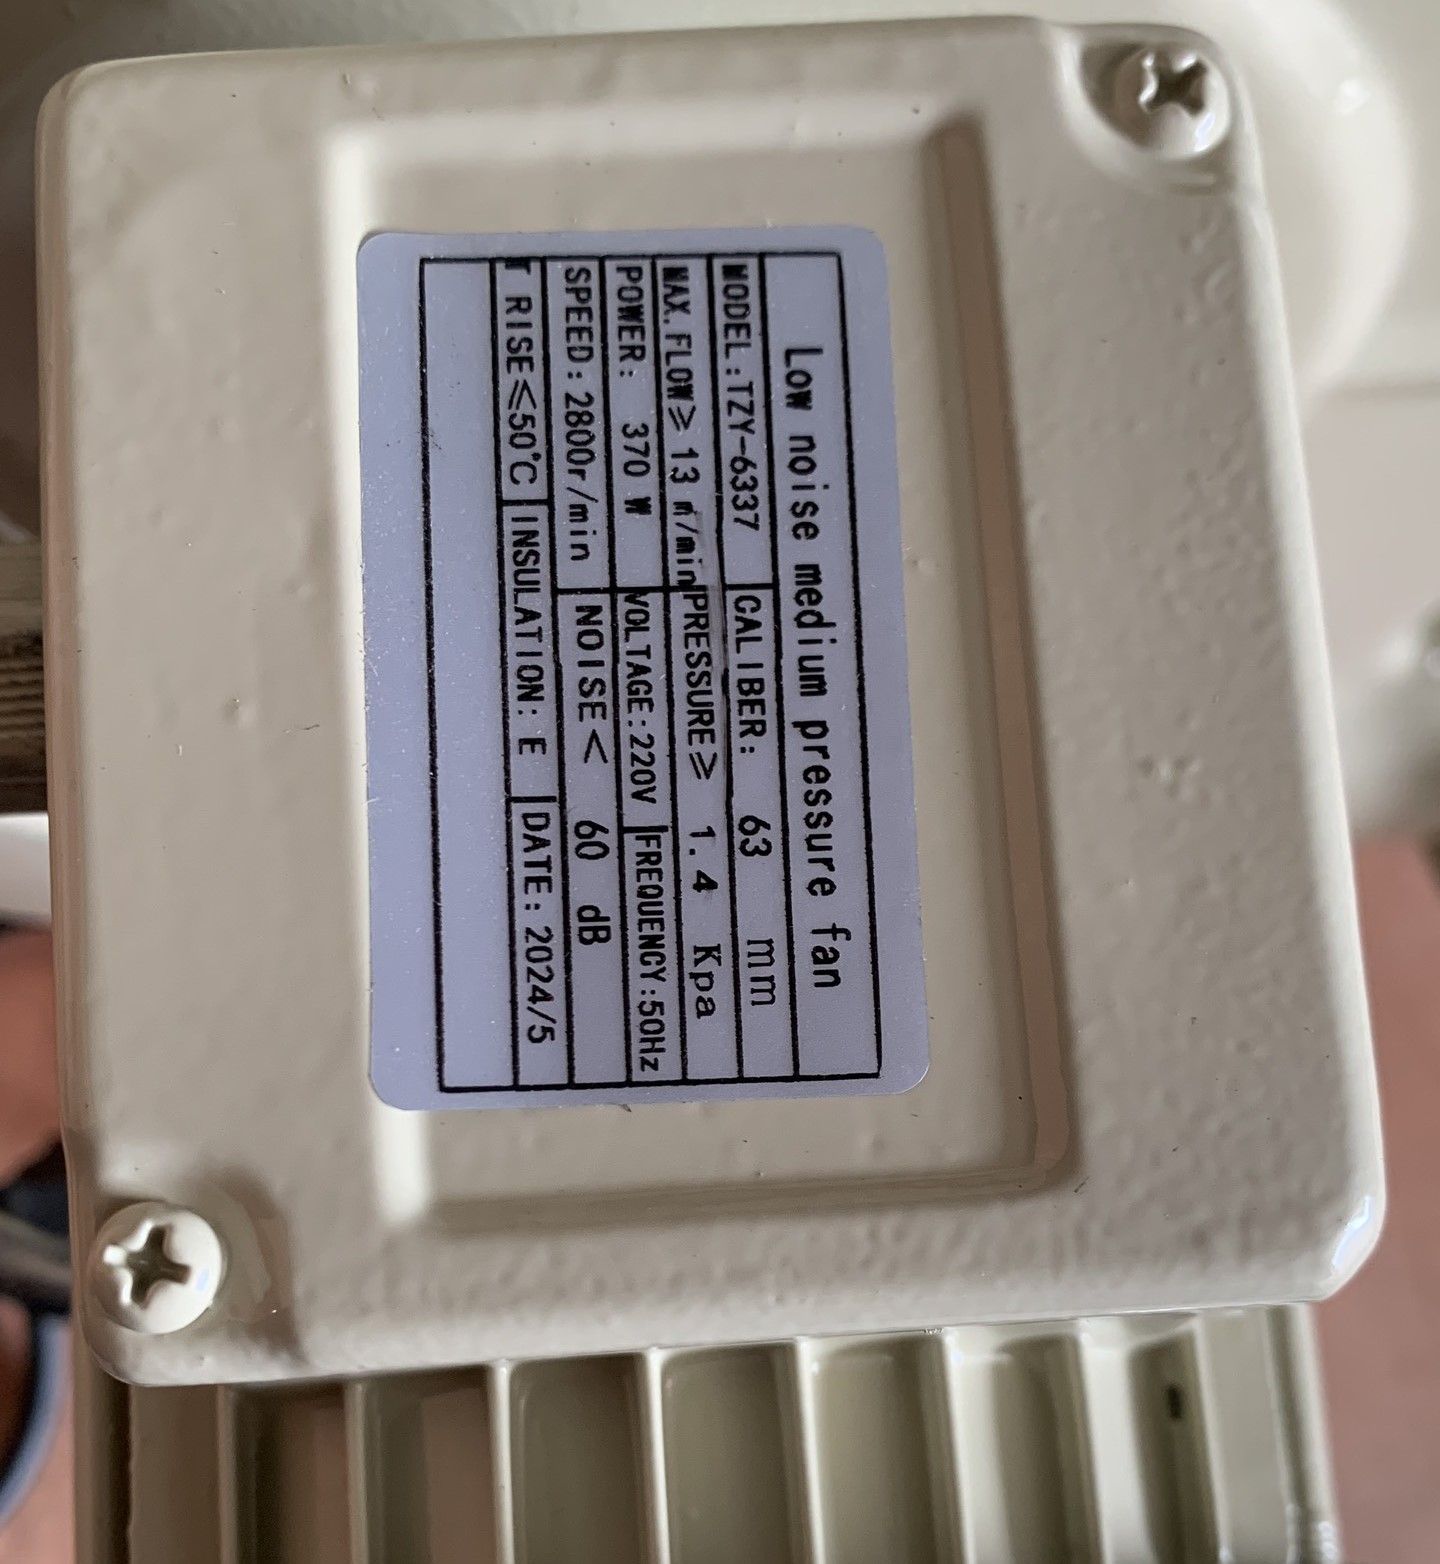 Low noise medium pressure fan
MODEL:TZY-6337 CALIBER: 63 mm
MAX.FLOW≥ 13 m/min PRESSURE≥ 1.4 Kpa
POWER: 370 W VOLTAGE:220V FREQUENCY:50Hz
SPEED:2800r/min NOISE< 60 dB
T RISE≤50℃ INSULATION: E DATE:2024/5